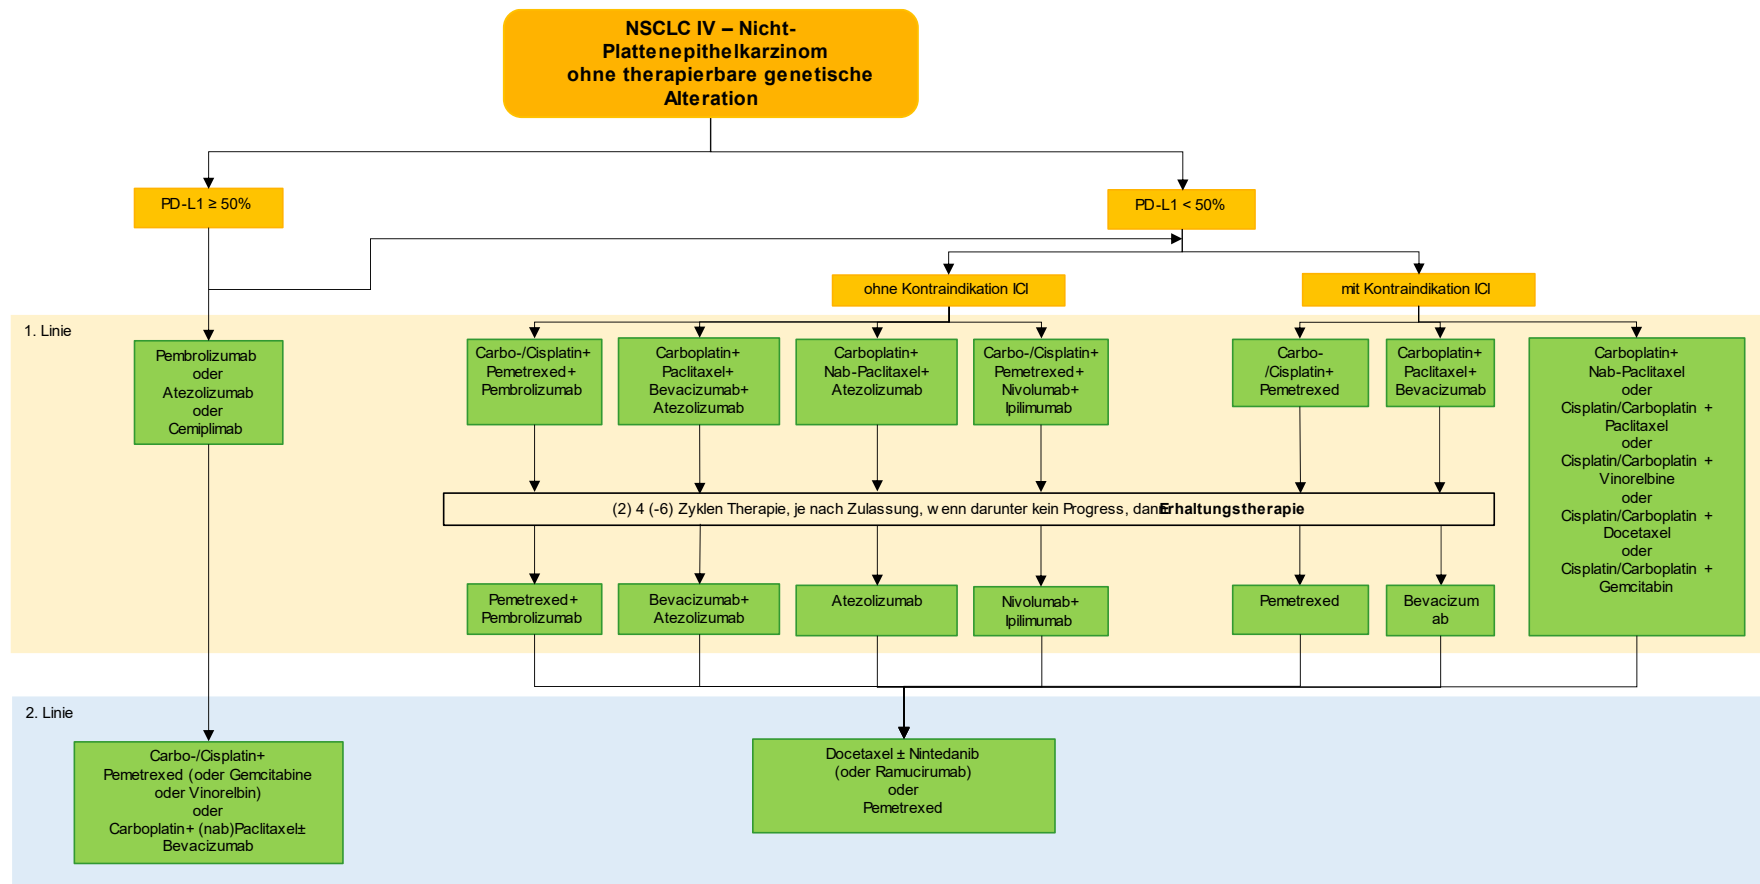 NSCLC IV – Nicht-
Plattenepithelkarzinom
ohne therapierbare genetische
Alteration
PD-L1 ≥ 50%
PD-L1 < 50%
ohne Kontraindikation ICI
mit Kontraindikation ICI
1. Linie
Pembrolizumab
oder
Atezolizumab
oder
Cemiplimab
Carbo-/Cisplatin+
Pemetrexed+
Pembrolizumab
Carboplatin+
Paclitaxel+
Bevacizumab+
Atezolizumab
Carboplatin+
Nab-Paclitaxel+
Atezolizumab
Carbo-/Cisplatin+
Pemetrexed+
Nivolumab+
Ipilimumab
Carbo-
/Cisplatin+
Pemetrexed
Carboplatin+
Paclitaxel+
Bevacizumab
Carboplatin+
Nab-Paclitaxel
oder
Cisplatin/Carboplatin +
Paclitaxel
oder
Cisplatin/Carboplatin +
Vinorelbine
oder
Cisplatin/Carboplatin +
Docetaxel
oder
Cisplatin/Carboplatin +
Gemcitabin
(2) 4 (-6) Zyklen Therapie, je nach Zulassung, wenn darunter kein Progress, dann Erhaltungstherapie
Pemetrexed+
Pembrolizumab
Bevacizumab+
Atezolizumab
Atezolizumab
Nivolumab+
Ipilimumab
Pemetrexed
Bevacizum
ab
2. Linie
Carbo-/Cisplatin+
Pemetrexed (oder Gemcitabine
oder Vinorelbin)
oder
Carboplatin+ (nab)Paclitaxel±
Bevacizumab
Docetaxel ± Nintedanib
(oder Ramucirumab)
oder
Pemetrexed